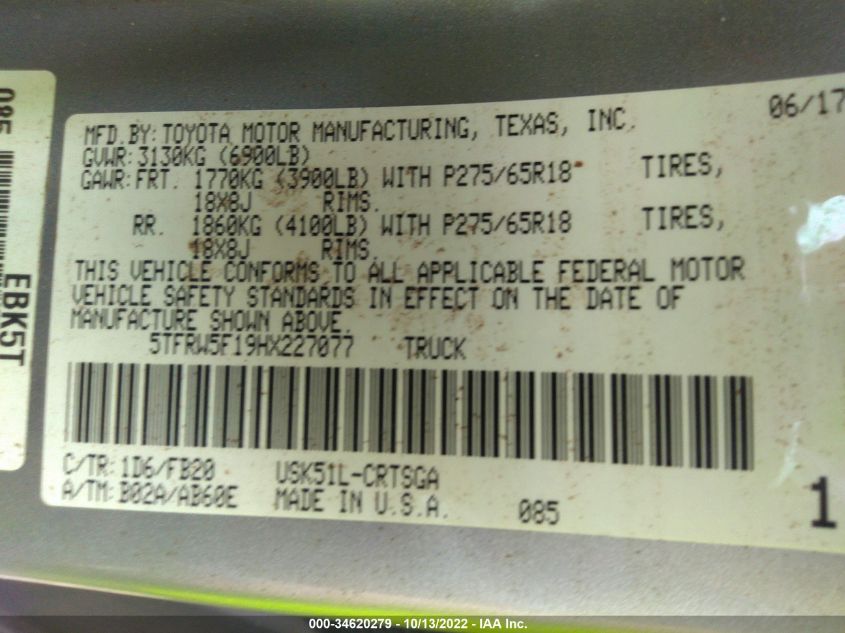 MFD. BY: TOYOTA MOTOR MANUFACTURING, TEXAS, INC. 06/17
GVWR: 3130KG (6900LB)
GAWR: FRT. 1770KG (3900LB) WITH P275/65R18 TIRES,
18X8J RIMS.
RR. 1860KG (4100LB) WITH P275/65R18 TIRES,
18X8J RIMS.
THIS VEHICLE CONFORMS TO ALL APPLICABLE FEDERAL MOTOR
VEHICLE SAFETY STANDARDS IN EFFECT ON THE DATE OF
MANUFACTURE SHOWN ABOVE.
5TFRW5F19HX227077 TRUCK
C/TR: 1D6/FB20 USK51L-CRTSGA
A/TM: B02A/AB60E MADE IN U.S.A. 085
1
085
EBK5T
000-34620279 - 10/13/2022 - IAA Inc.